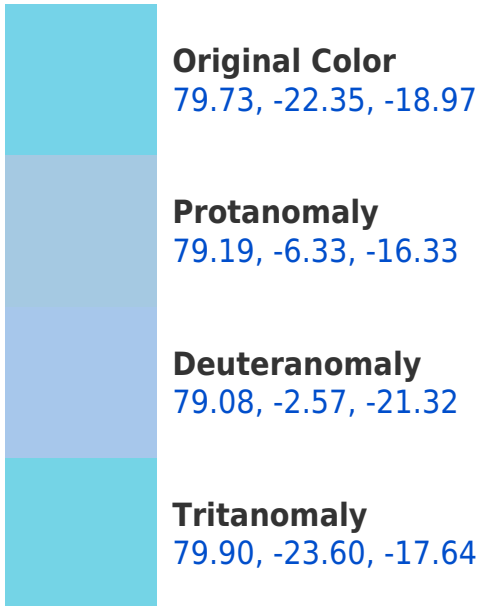 Original Color
79.73, -22.35, -18.97
Protanomaly
79.19, -6.33, -16.33
Deuteranomaly
79.08, -2.57, -21.32
Tritanomaly
79.90, -23.60, -17.64